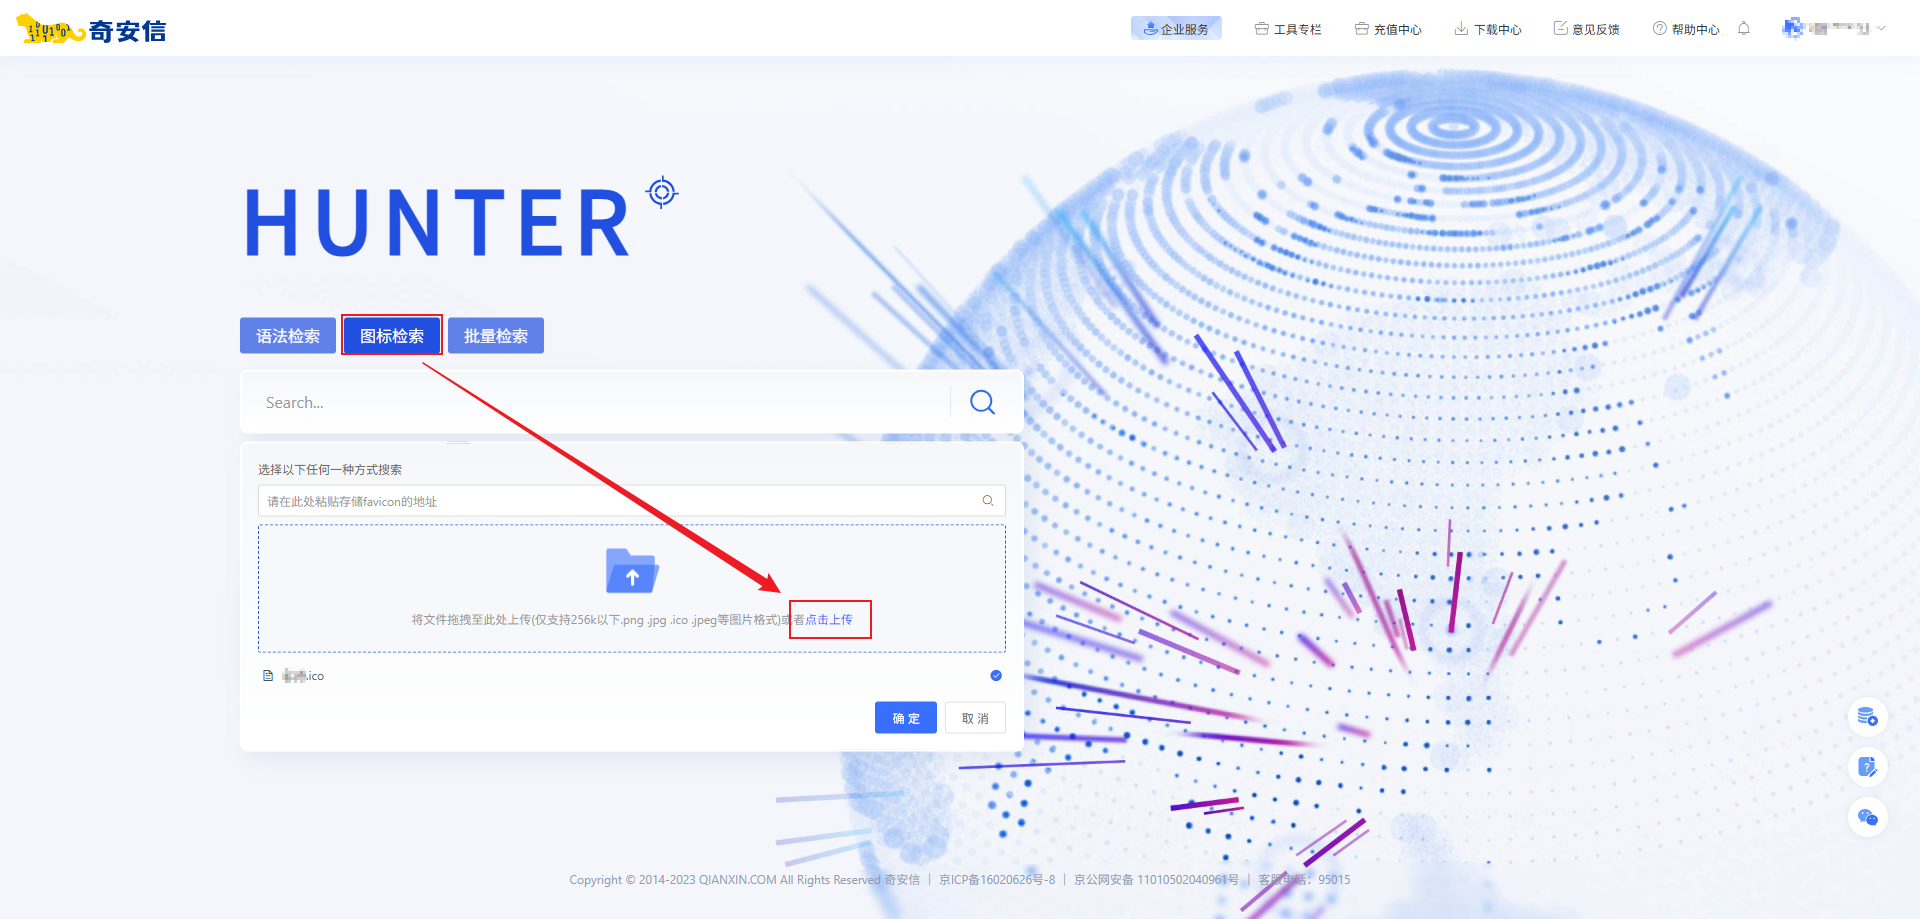 奇安信
企业服务
工具专栏
充值中心
下载中心
意见反馈
帮助中心
HUNTER
语法检索
图标检索
批量检索
Search...
选择以下任何一种方式搜索
请在此处粘贴存储favicon的地址
将文件拖拽至此处上传(仅支持256k以下.png .jpg .ico .jpeg等图片格式)或者点击上传
.ico
确 定
取 消
Copyright © 2014-2023 QIANXIN.COM All Rights Reserved 奇安信 | 京ICP备16020626号-8 | 京公网安备 11010502040961号 | 客服电话：95015